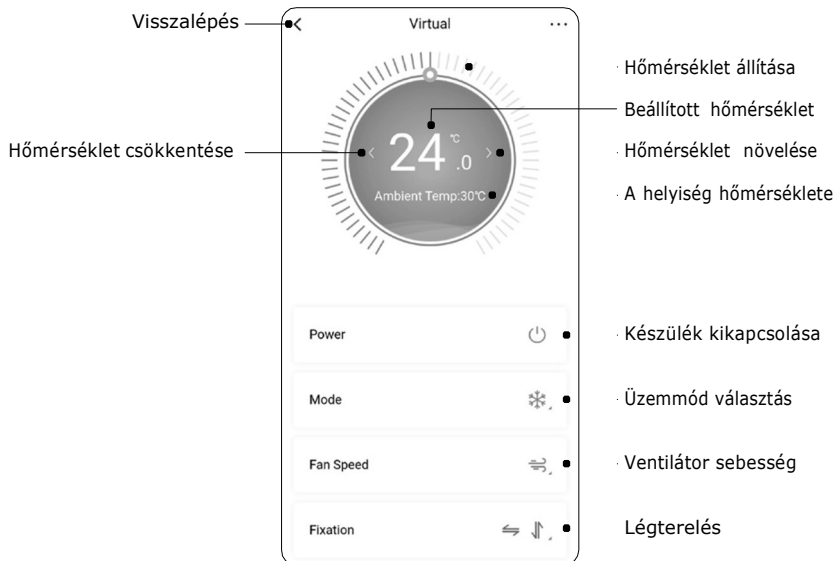 Visszalépés
Virtual
Hőmérséklet állítása
Beállított hőmérséklet
Hőmérséklet csökkentése
24.0 ℃
Hőmérséklet növelése
Ambient Temp:30℃
A helyiség hőmérséklete
Power
Készülék kikapcsolása
Mode
Üzemmód választás
Fan Speed
Ventilátor sebesség
Fixation
Légterelés